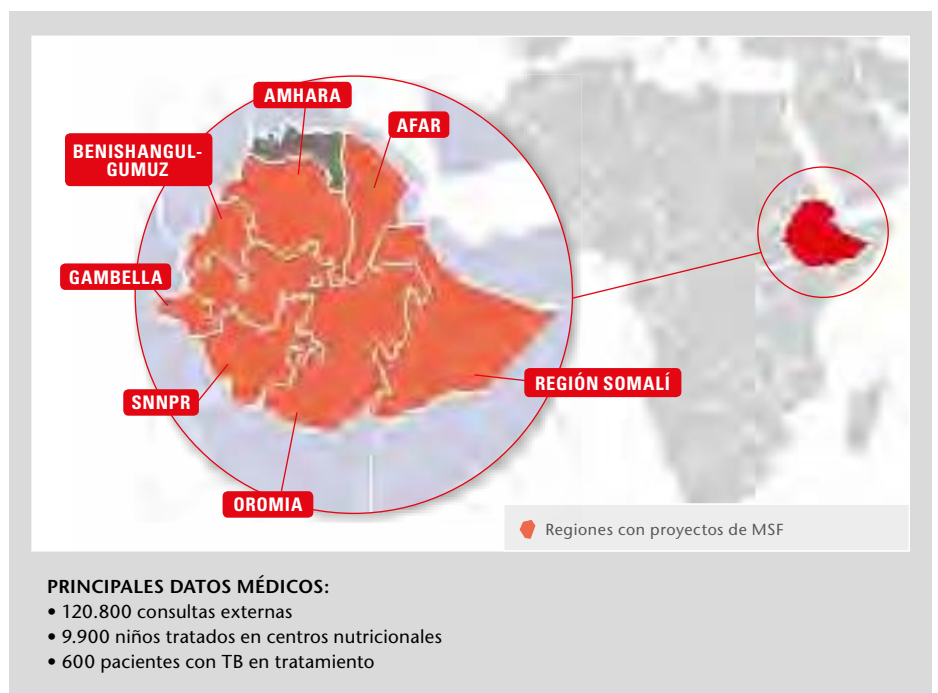 AMHARA
AFAR
BENISHANGUL-
GUMUZ
GAMBELLA
REGIÓN SOMALÍ
SNNPR
OROMIA
Regiones con proyectos de MSF
PRINCIPALES DATOS MÉDICOS:
• 120.800 consultas externas
• 9.900 niños tratados en centros nutricionales
• 600 pacientes con TB en tratamiento